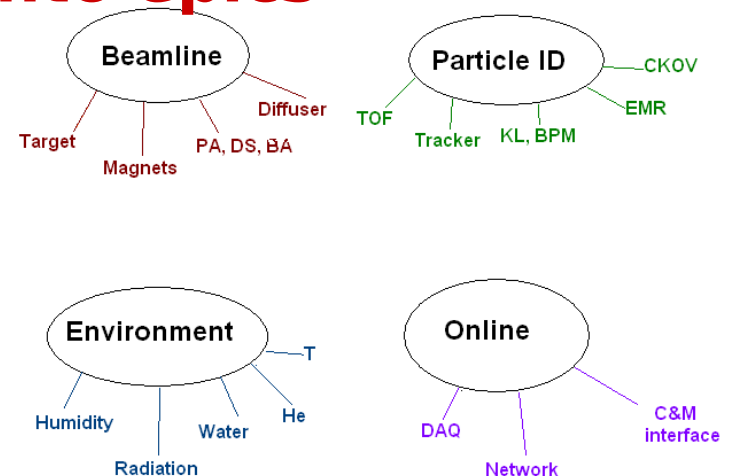 Beamline
Target
Magnets
PA, DS, BA
Diffuser
Particle ID
TOF
Tracker
KL, BPM
EMR
CKOV
Environment
Humidity
Radiation
Water
He
T
Online
DAQ
Network
C&M
interface